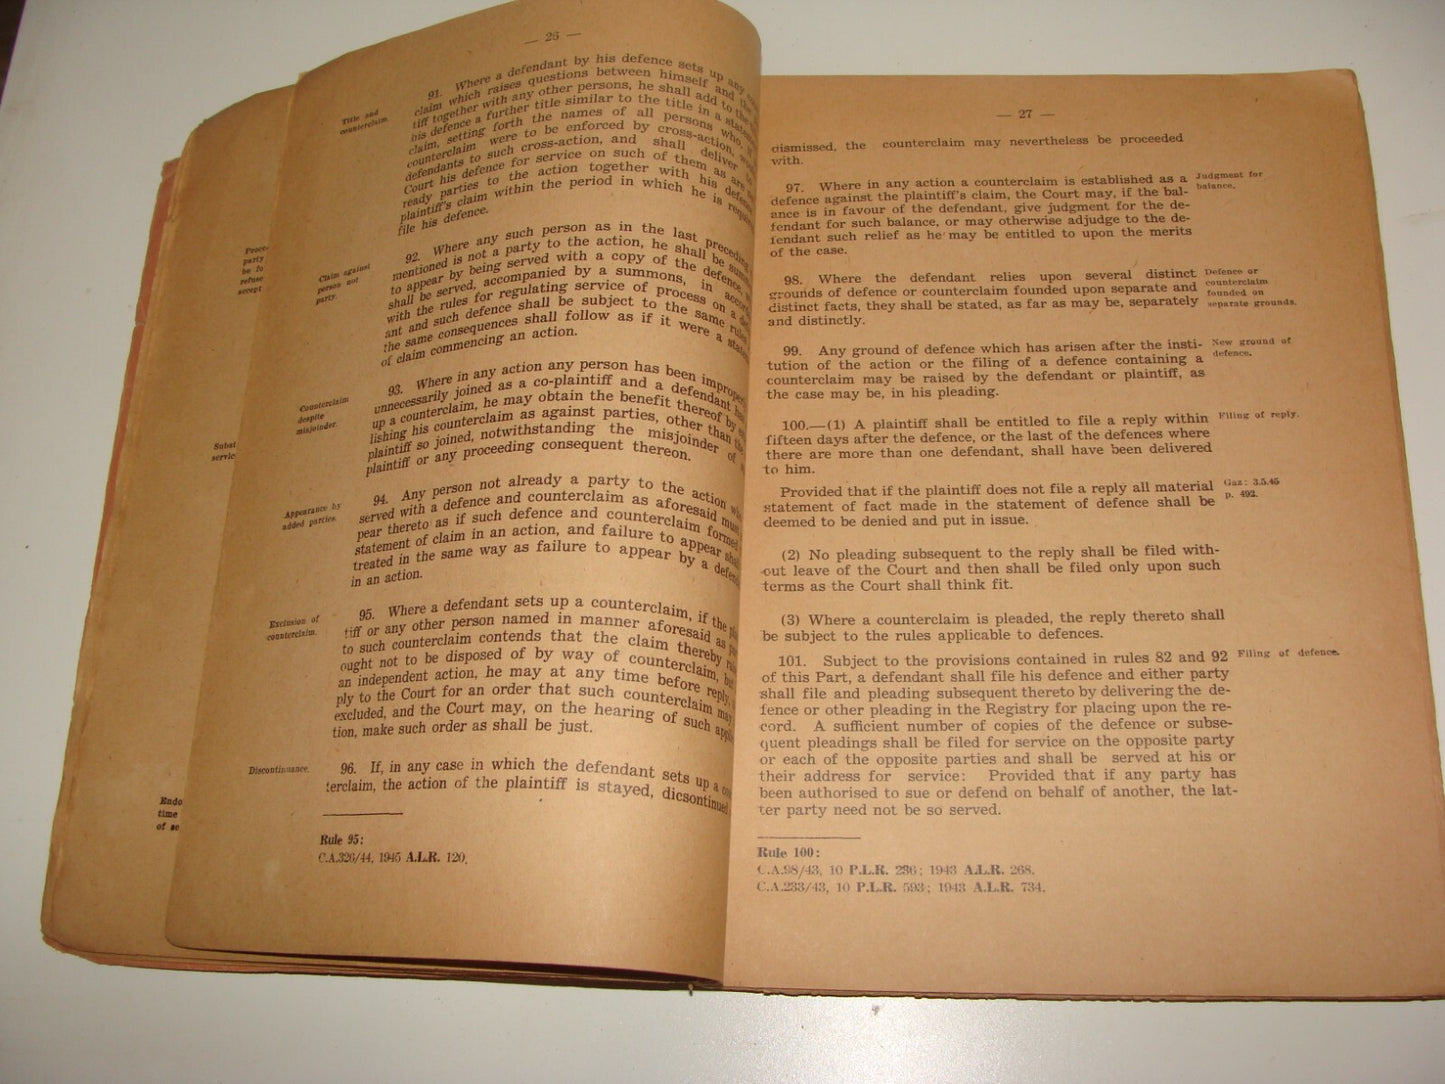 — 26 —
Title and
counterclaim.
91. Where a defendant by his defence sets up any
claim which raises questions between himself and the
tiff together with any other persons, he shall add to the
his defence a further title similar to the title in a statement
claim, setting forth the names of all persons who, if
counterclaim were to be enforced by cross-action,
defendants to such cross-action, and shall deliver to
Court his defence for service on such of them as are
ready parties to the action together with his defence
plaintiff's claim within the period in which he is required
file his defence.
Claim against
person not
party.
92. Where any such person as in the last preceding
mentioned is not a party to the action, he shall be
to appear by being served with a copy of the defence,
shall be served, accompanied by a summons, in
with the rules for regulating service of process on a
ant and such defence shall be subject to the same rules
the same consequences shall follow as if it were a
of claim commencing an action.
Counterclaim
despite
misjoinder.
93. Where in any action any person has been
unnecessarily joined as a co-plaintiff and a defendant has
up a counterclaim, he may obtain the benefit thereof by
lishing his counterclaim as against parties, other than the
plaintiff so joined, notwithstanding the misjoinder of
plaintiff or any proceeding consequent thereon.
Appearance by
added parties.
94. Any person not already a party to the action
served with a defence and counterclaim as aforesaid must
pear thereto as if such defence and counterclaim formed
statement of claim in an action, and failure to appear
treated in the same way as failure to appear by a
in an action.
Exclusion of
counterclaim.
95. Where a defendant sets up a counterclaim, if the
tiff or any other person named in manner aforesaid as
to such counterclaim contends that the claim thereby
ought not to be disposed of by way of counterclaim, but
an independent action, he may at any time before reply,
ply to the Court for an order that such counterclaim may
excluded, and the Court may, on the hearing of such
tion, make such order as shall be just.
Discontinuance.
96. If, in any case in which the defendant sets up a
terclaim, the action of the plaintiff is stayed, dicsontinued
Rule 95:
C.A.326/44, 1945 A.L.R. 120.
party
be
refuse
accept
Subst
servic
Endo
time
of se
— 27 —
dismissed, the counterclaim may nevertheless be proceeded
with.
97. Where in any action a counterclaim is established as a
defence against the plaintiff's claim, the Court may, if the bal-
ance is in favour of the defendant, give judgment for the de-
fendant for such balance, or may otherwise adjudge to the de-
fendant such relief as he may be entitled to upon the merits
of the case.
Judgment for
balance.
98. Where the defendant relies upon several distinct
grounds of defence or counterclaim founded upon separate and
distinct facts, they shall be stated, as far as may be, separately
and distinctly.
Defence or
counterclaim
founded on
separate grounds.
99. Any ground of defence which has arisen after the insti-
tution of the action or the filing of a defence containing a
counterclaim may be raised by the defendant or plaintiff, as
the case may be, in his pleading.
New ground of
defence.
100.—(1) A plaintiff shall be entitled to file a reply within
fifteen days after the defence, or the last of the defences where
there are more than one defendant, shall have been delivered
to him.
Filing of reply.
Provided that if the plaintiff does not file a reply all material
statement of fact made in the statement of defence shall be
deemed to be denied and put in issue.
Gaz: 3.5.45
p. 492.
(2) No pleading subsequent to the reply shall be filed with-
out leave of the Court and then shall be filed only upon such
terms as the Court shall think fit.
(3) Where a counterclaim is pleaded, the reply thereto shall
be subject to the rules applicable to defences.
101. Subject to the provisions contained in rules 82 and 92
of this Part, a defendant shall file his defence and either party
shall file and pleading subsequent thereto by delivering the de-
fence or other pleading in the Registry for placing upon the re-
cord. A sufficient number of copies of the defence or subse-
quent pleadings shall be filed for service on the opposite party
or each of the opposite parties and shall be served at his or
their address for service: Provided that if any party has
been authorised to sue or defend on behalf of another, the lat-
ter party need not be so served.
Filing of defence.
Rule 100:
C.A.98/43, 10 P.L.R. 236; 1943 A.L.R. 268.
C.A.233/43, 10 P.L.R. 593; 1943 A.L.R. 734.